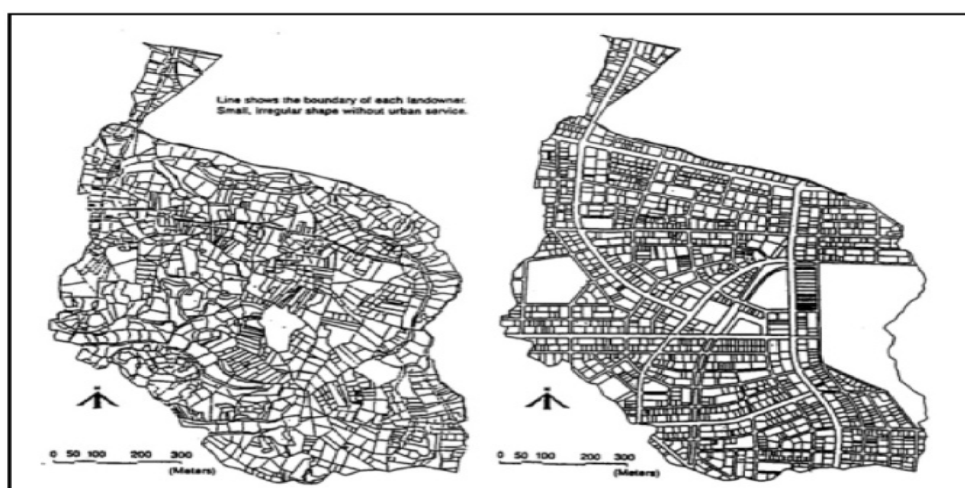 Line shows the boundary of each landowner.
Small, irregular shape without urban service.
0 50 100 200 300
(Meters)
0 50 100 200 300
(Meters)